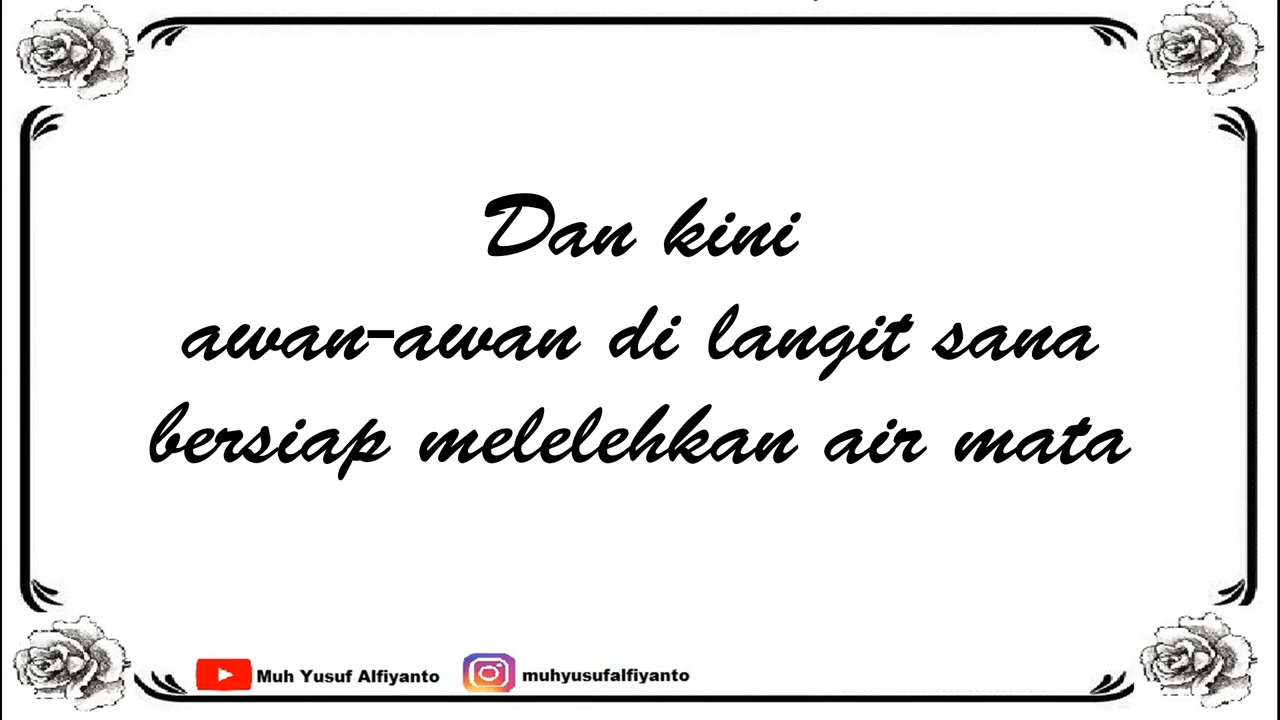 Dan kini
awan-awan di langit sana
bersiap melelehkan air mata
Muh Yusuf Alfiyanto muhyusufalfiyanto